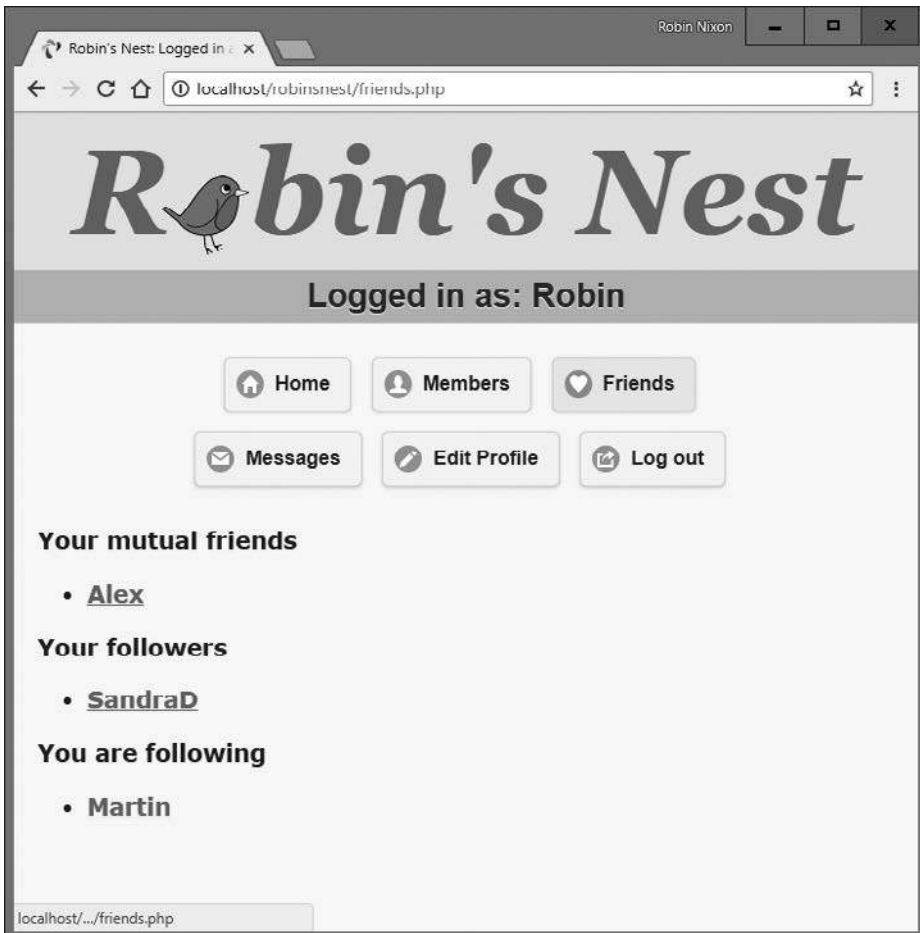 Robin Nixon
Robin's Nest: Logged in a
localhost/robinsnest/friends.php
Robin's Nest
Logged in as: Robin
Home Members Friends
Messages Edit Profile Log out
Your mutual friends
• Alex
Your followers
• SandraD
You are following
• Martin
localhost/.../friends.php